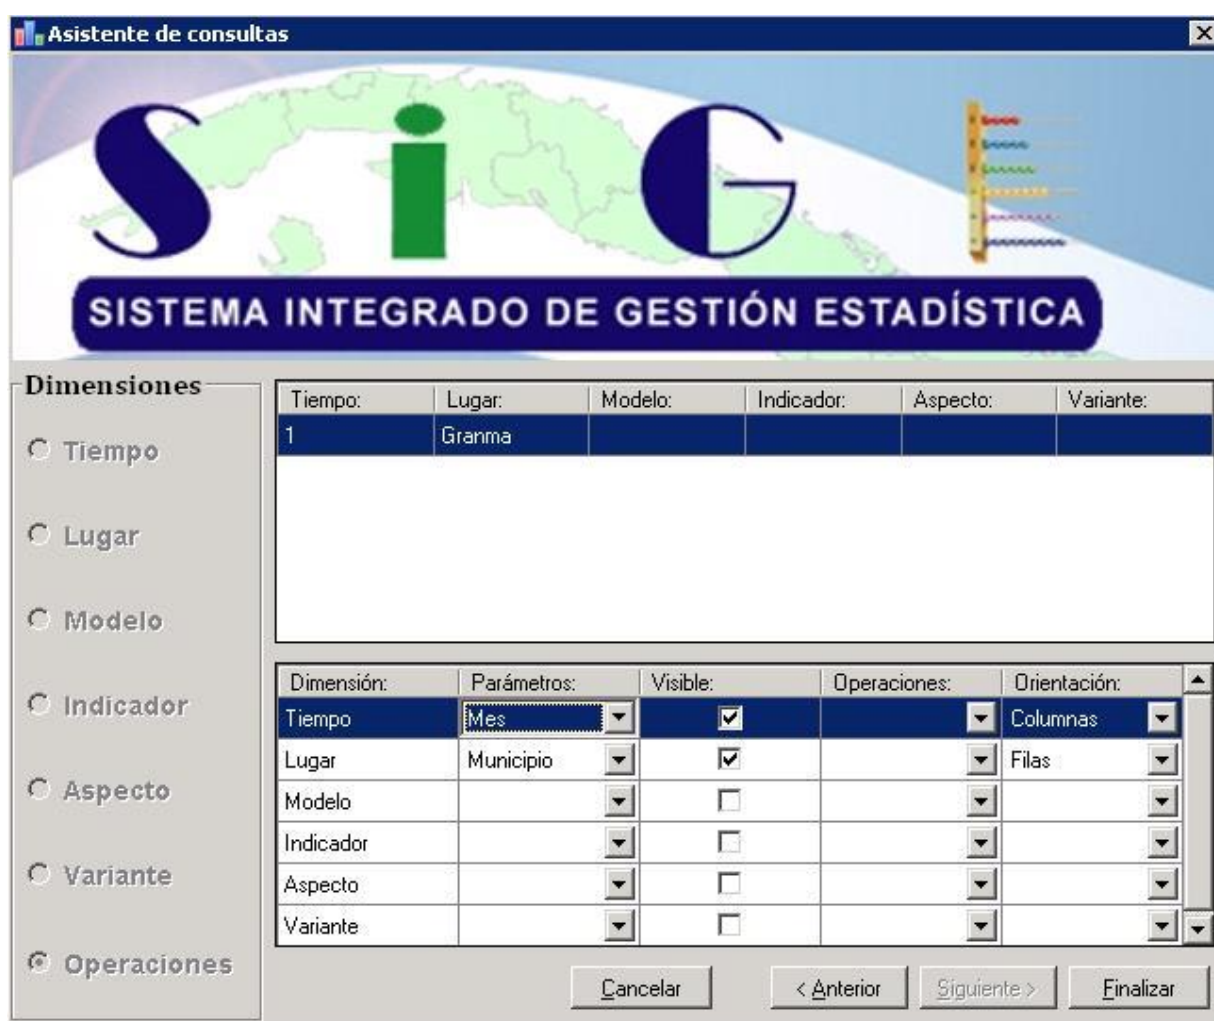 Asistente de consultas
SiGE
SISTEMA INTEGRADO DE GESTIÓN ESTADÍSTICA
Dimensiones
Tiempo
Lugar
Modelo
Indicador
Aspecto
Variante
Operaciones
Tiempo: Lugar: Modelo: Indicador: Aspecto: Variante:
1 Granma
Dimensión: Parámetros: Visible: Operaciones: Orientación:
Tiempo Mes Columnas
Lugar Municipio Filas
Modelo
Indicador
Aspecto
Variante
Cancelar < Anterior Siguiente > Finalizar